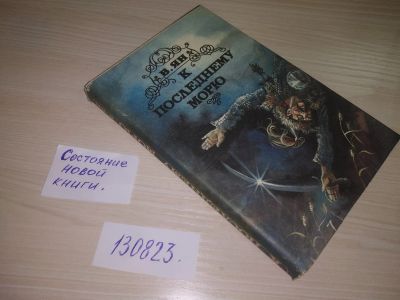 В. ЯН
К
ПОСЛЕДНЕМУ
МОРЮ
Состояние
новой
книги.
130823.